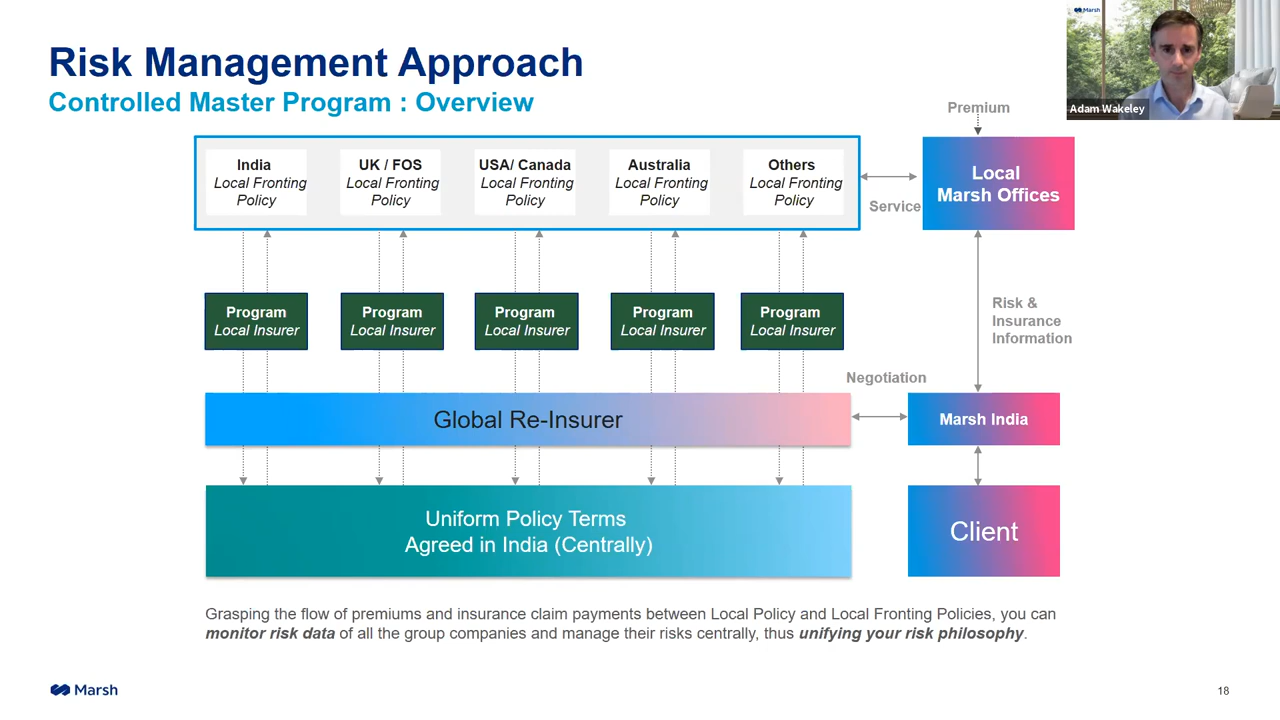 Marsh
Risk Management Approach
Controlled Master Program : Overview
Adam Wakeley
Premium
India
Local Fronting
Policy
UK / FOS
Local Fronting
Policy
USA/ Canada
Local Fronting
Policy
Australia
Local Fronting
Policy
Others
Local Fronting
Policy
Local
Marsh Offices
Service
Program
Local Insurer
Program
Local Insurer
Program
Local Insurer
Program
Local Insurer
Program
Local Insurer
Risk &
Insurance
Information
Negotiation
Global Re-Insurer
Marsh India
Uniform Policy Terms
Agreed in India (Centrally)
Client
Grasping the flow of premiums and insurance claim payments between Local Policy and Local Fronting Policies, you can
monitor risk data of all the group companies and manage their risks centrally, thus unifying your risk philosophy.
Marsh
18